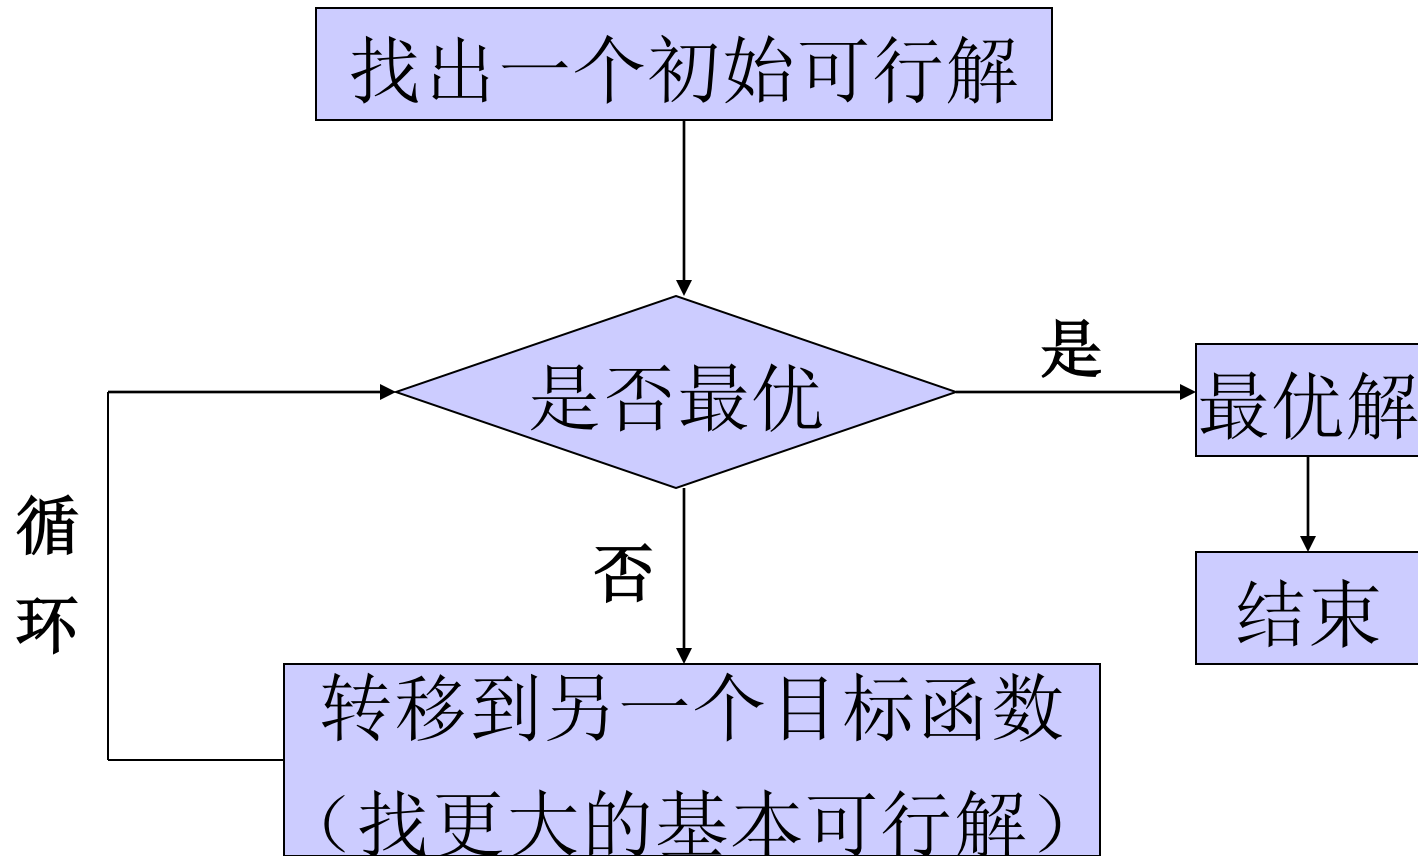 找出一个初始可行解
是否最优
是
最优解
循
环
否
结束
转移到另一个目标函数
（找更大的基本可行解）